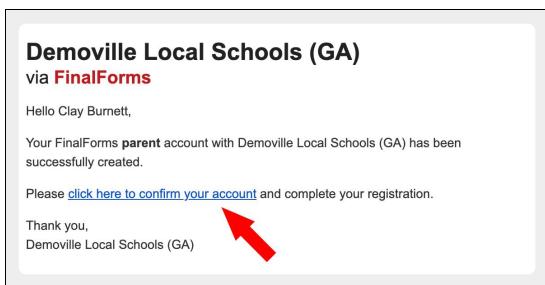 Demoville Local Schools (GA)
via FinalForms
Hello Clay Burnett,
Your FinalForms parent account with Demoville Local Schools (GA) has been
successfully created.
Please click here to confirm your account and complete your registration.
Thank you,
Demoville Local Schools (GA)